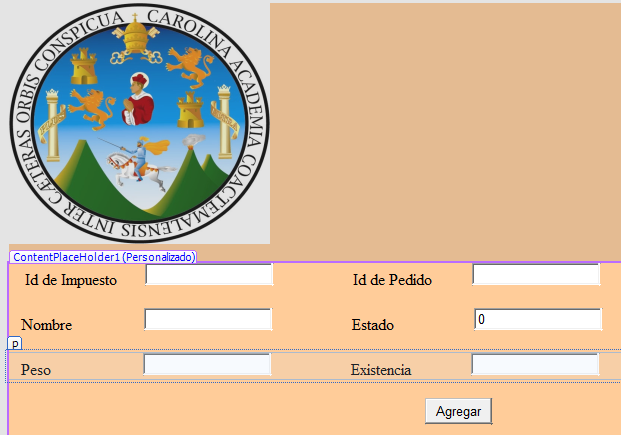 CAROLINA ACADEMIA COACTEMALENSIS INTER CÆTERAS ORBIS CONSPICUA
ContentPlaceHolder1 (Personalizado)
Id de Impuesto Id de Pedido
Nombre Estado 0
p
Peso Existencia
Agregar